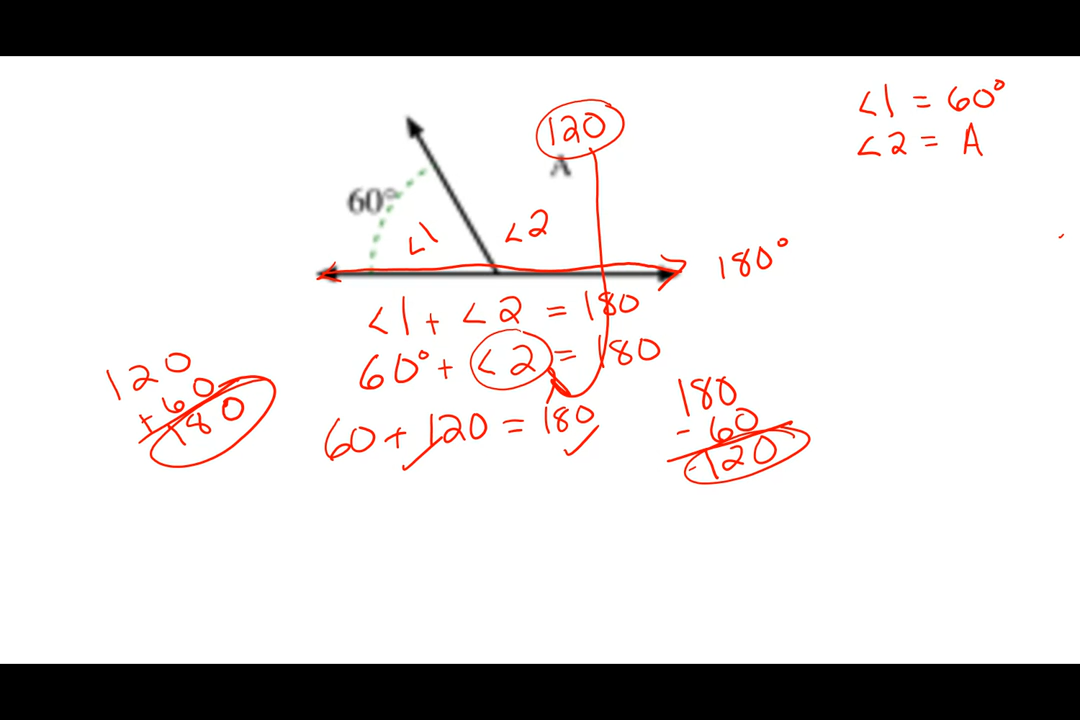 <1 = 60°
<2 = A
120
A
60°
<1
<2
180°
<1 + <2 = 180
60° + <2 = 180
60 + 120 = 180
120
+60
180
180
- 60
-120